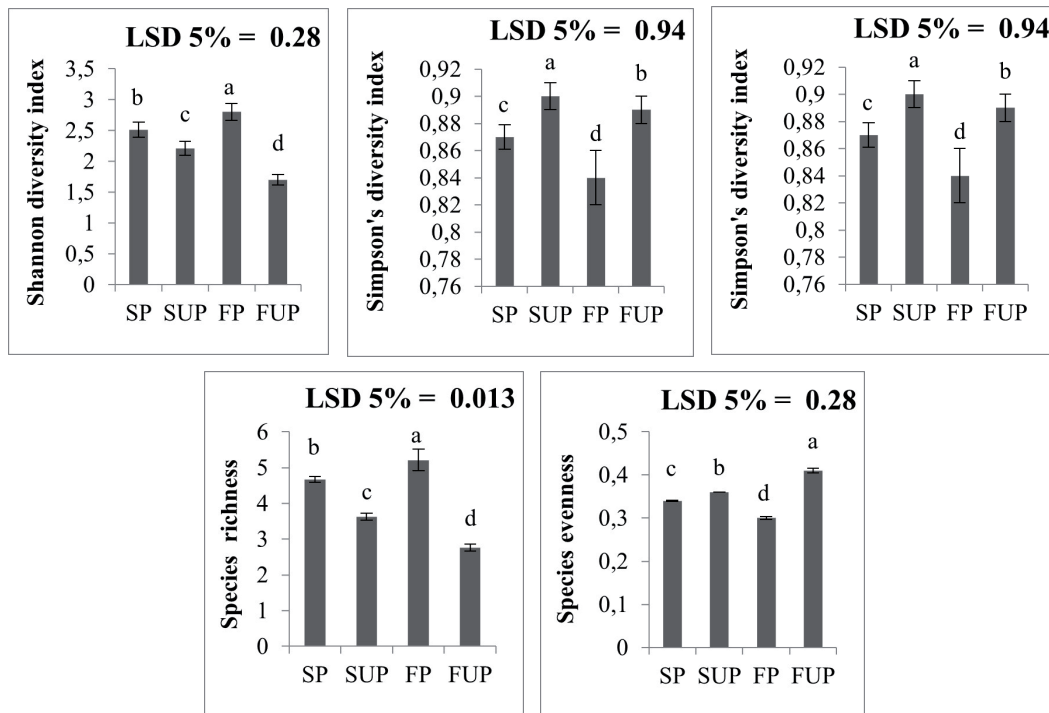 LSD 5% = 0.28
Shannon diversity index
3,5
3
2,5
2
1,5
1
0,5
0
b
c
a
d
SP SUP FP FUP
LSD 5% = 0.94
Simpson's diversity index
0,92
0,9
0,88
0,86
0,84
0,82
0,8
0,78
0,76
c
a
d
b
SP SUP FP FUP
LSD 5% = 0.94
Simpson's diversity index
0,92
0,9
0,88
0,86
0,84
0,82
0,8
0,78
0,76
c
a
d
b
SP SUP FP FUP
LSD 5% = 0.013
Species richness
6
5
4
3
2
1
0
b
c
a
d
SP SUP FP FUP
LSD 5% = 0.28
Species evenness
0,5
0,4
0,3
0,2
0,1
0
c
b
d
a
SP SUP FP FUP